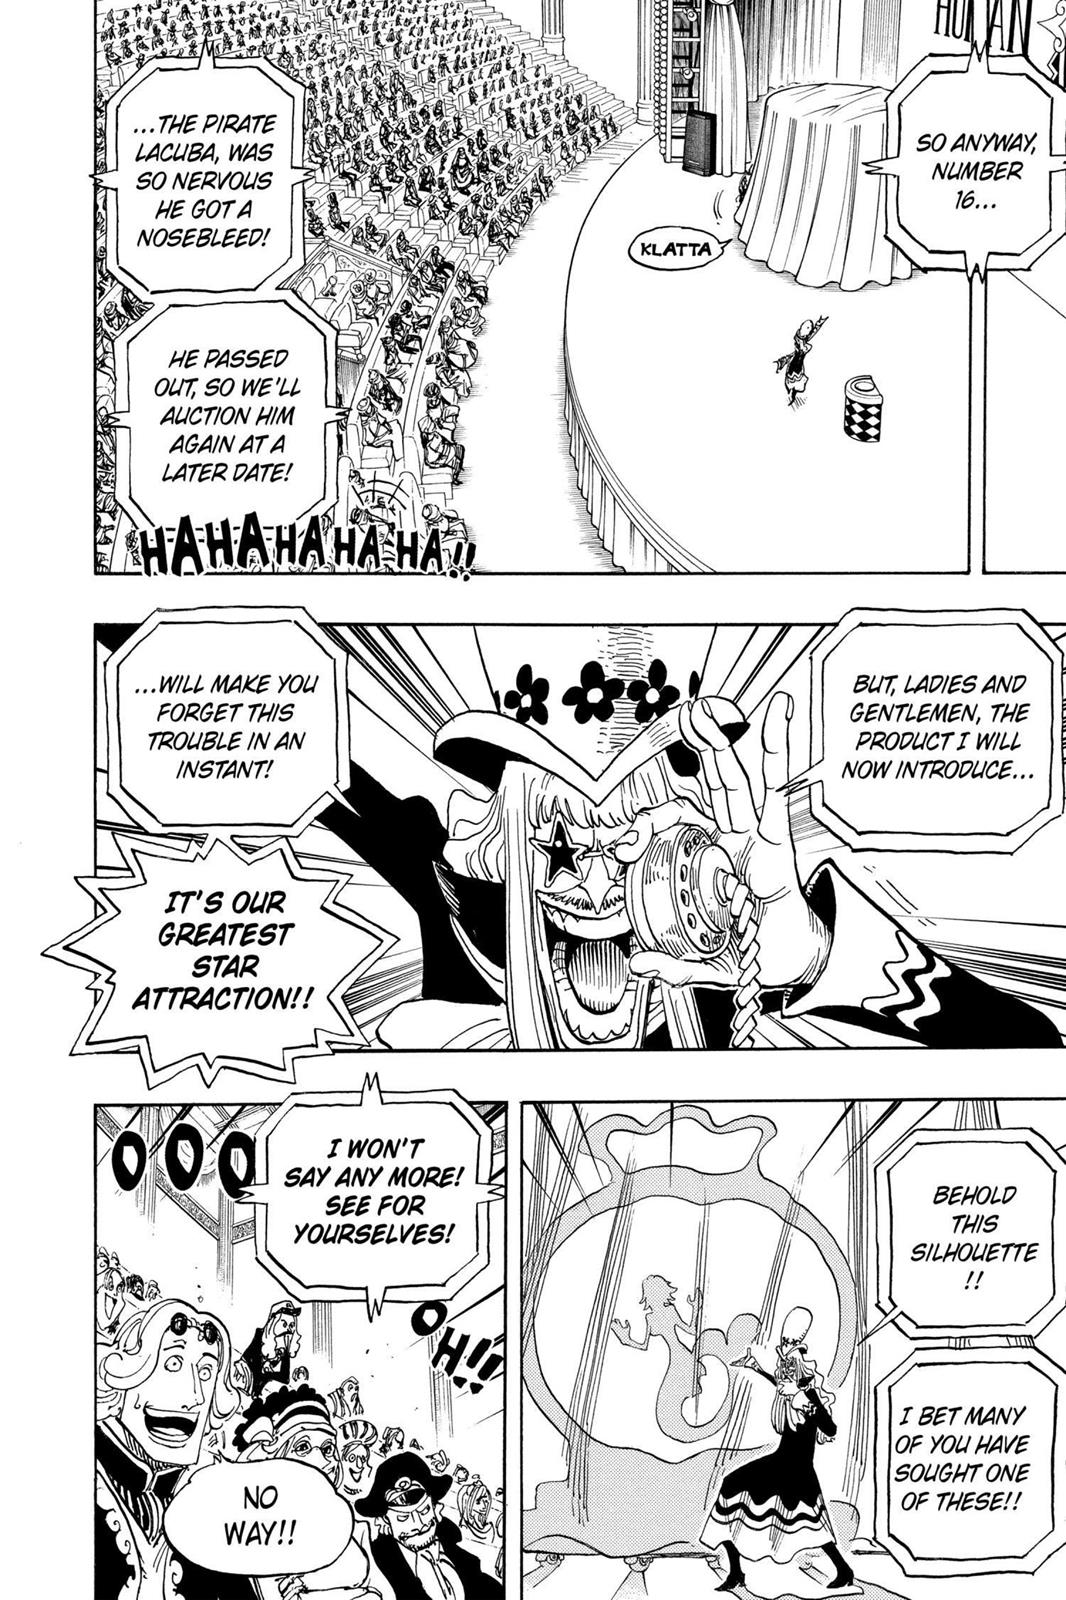 HUMAN
SO ANYWAY,
NUMBER
16...
...THE PIRATE
LACUBA, WAS
SO NERVOUS
HE GOT A
NOSEBLEED!
KLATTA
HE PASSED
OUT, SO WE'LL
AUCTION HIM
AGAIN AT A
LATER DATE!
HAHAHAHAHA!!
BUT, LADIES AND
GENTLEMEN, THE
PRODUCT I WILL
NOW INTRODUCE...
...WILL MAKE YOU
FORGET THIS
TROUBLE IN AN
INSTANT!
IT'S OUR
GREATEST
STAR
ATTRACTION!!
BEHOLD
THIS
SILHOUETTE
!!
I BET MANY
OF YOU HAVE
SOUGHT ONE
OF THESE!!
I WON'T
SAY ANY MORE!
SEE FOR
YOURSELVES!
OOO
OH!!
NO
WAY!!